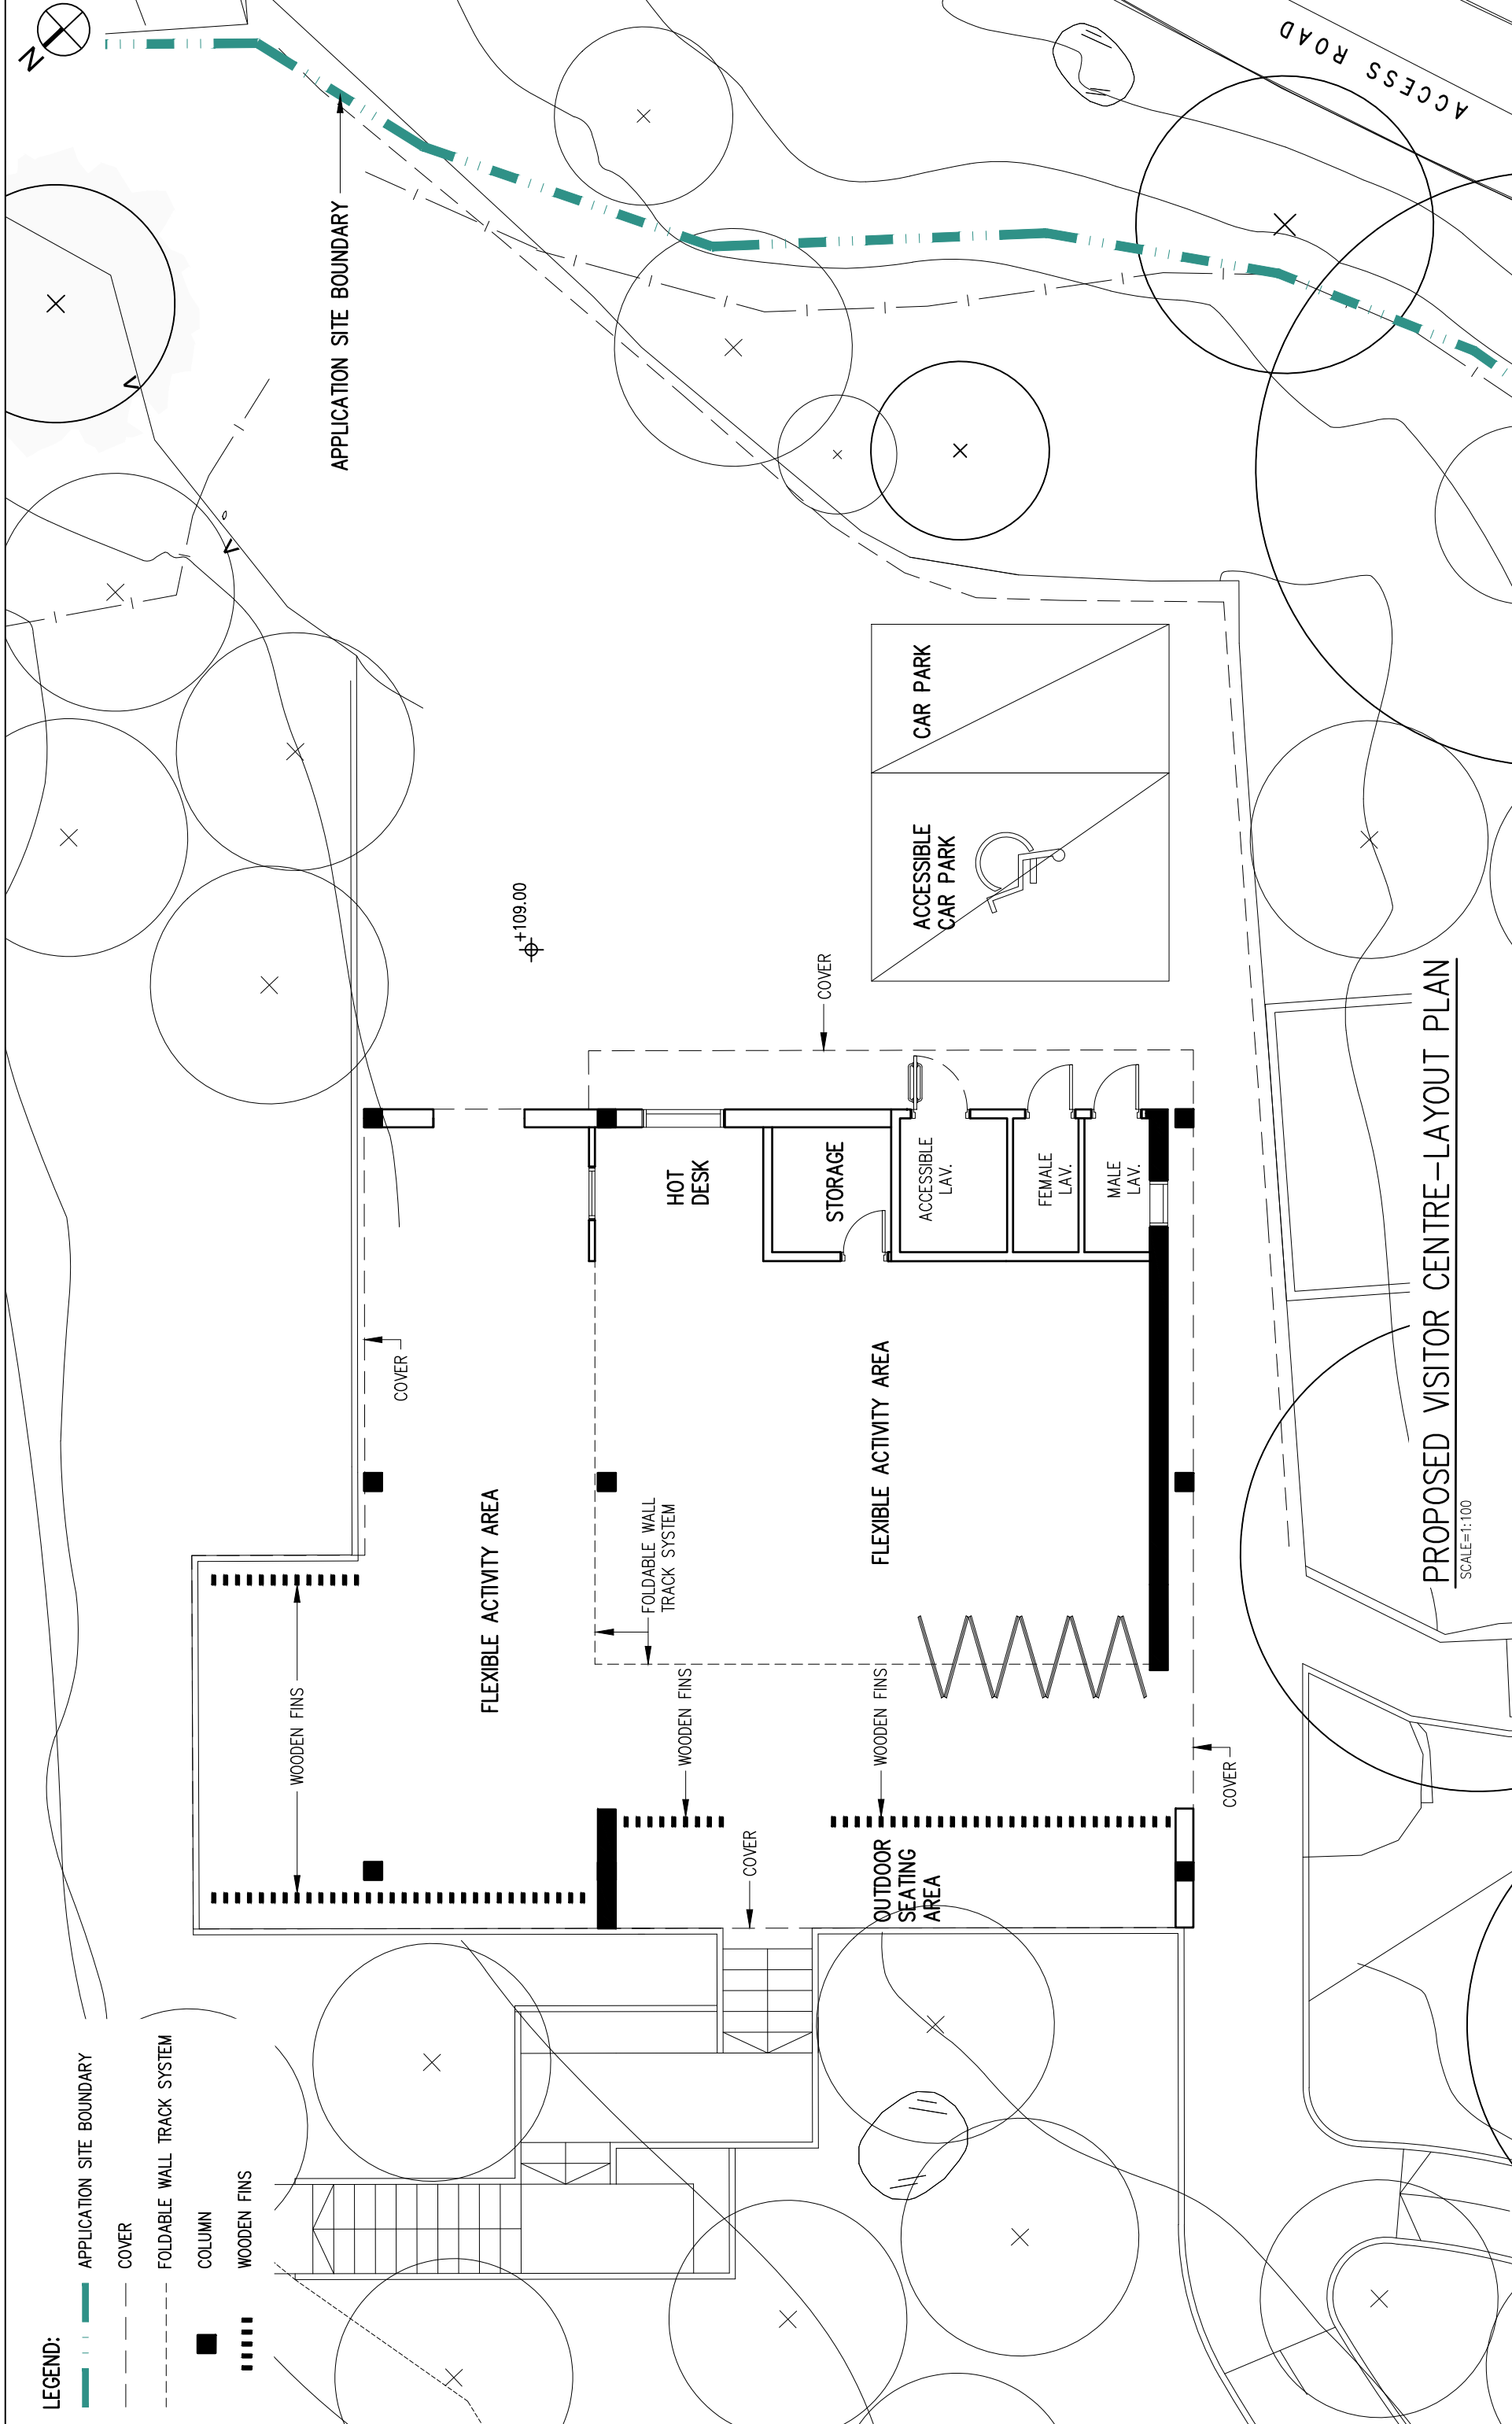 N
ACCESS ROAD
APPLICATION SITE BOUNDARY
V
V
CAR PARK
ACCESSIBLE
CAR PARK
+109.00
COVER
HOT
DESK
STORAGE
ACCESSIBLE
LAV.
FEMALE
LAV.
MALE
LAV.
COVER
FLEXIBLE ACTIVITY AREA
FLEXIBLE ACTIVITY AREA
FOLDABLE WALL
TRACK SYSTEM
WOODEN FINS
WOODEN FINS
WOODEN FINS
COVER
COVER
OUTDOOR
SEATING
AREA
PROPOSED VISITOR CENTRE-LAYOUT PLAN
SCALE=1:100
LEGEND:
APPLICATION SITE BOUNDARY
COVER
FOLDABLE WALL TRACK SYSTEM
COLUMN
WOODEN FINS